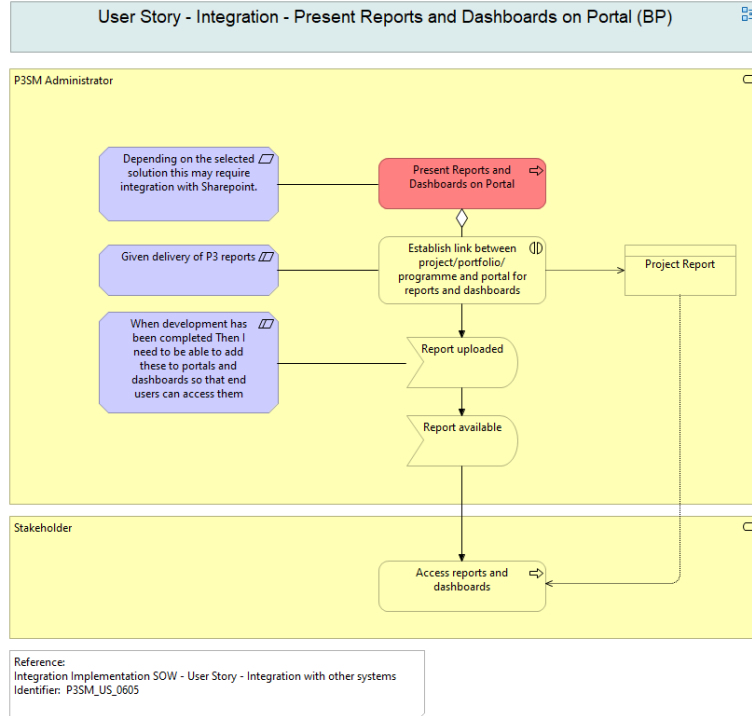 User Story - Integration - Present Reports and Dashboards on Portal (BP)
P3SM Administrator
Depending on the selected
solution this may require
integration with Sharepoint.
Present Reports and
Dashboards on Portal
Given delivery of P3 reports
Establish link between
project/portfolio/
programme and portal for
reports and dashboards
Project Report
When development has
been completed Then I
need to be able to add
these to portals and
dashboards so that end
users can access them
Report uploaded
Report available
Stakeholder
Access reports and
dashboards
Reference:
Integration Implementation SOW - User Story - Integration with other systems
Identifier: P3SM_US_0605